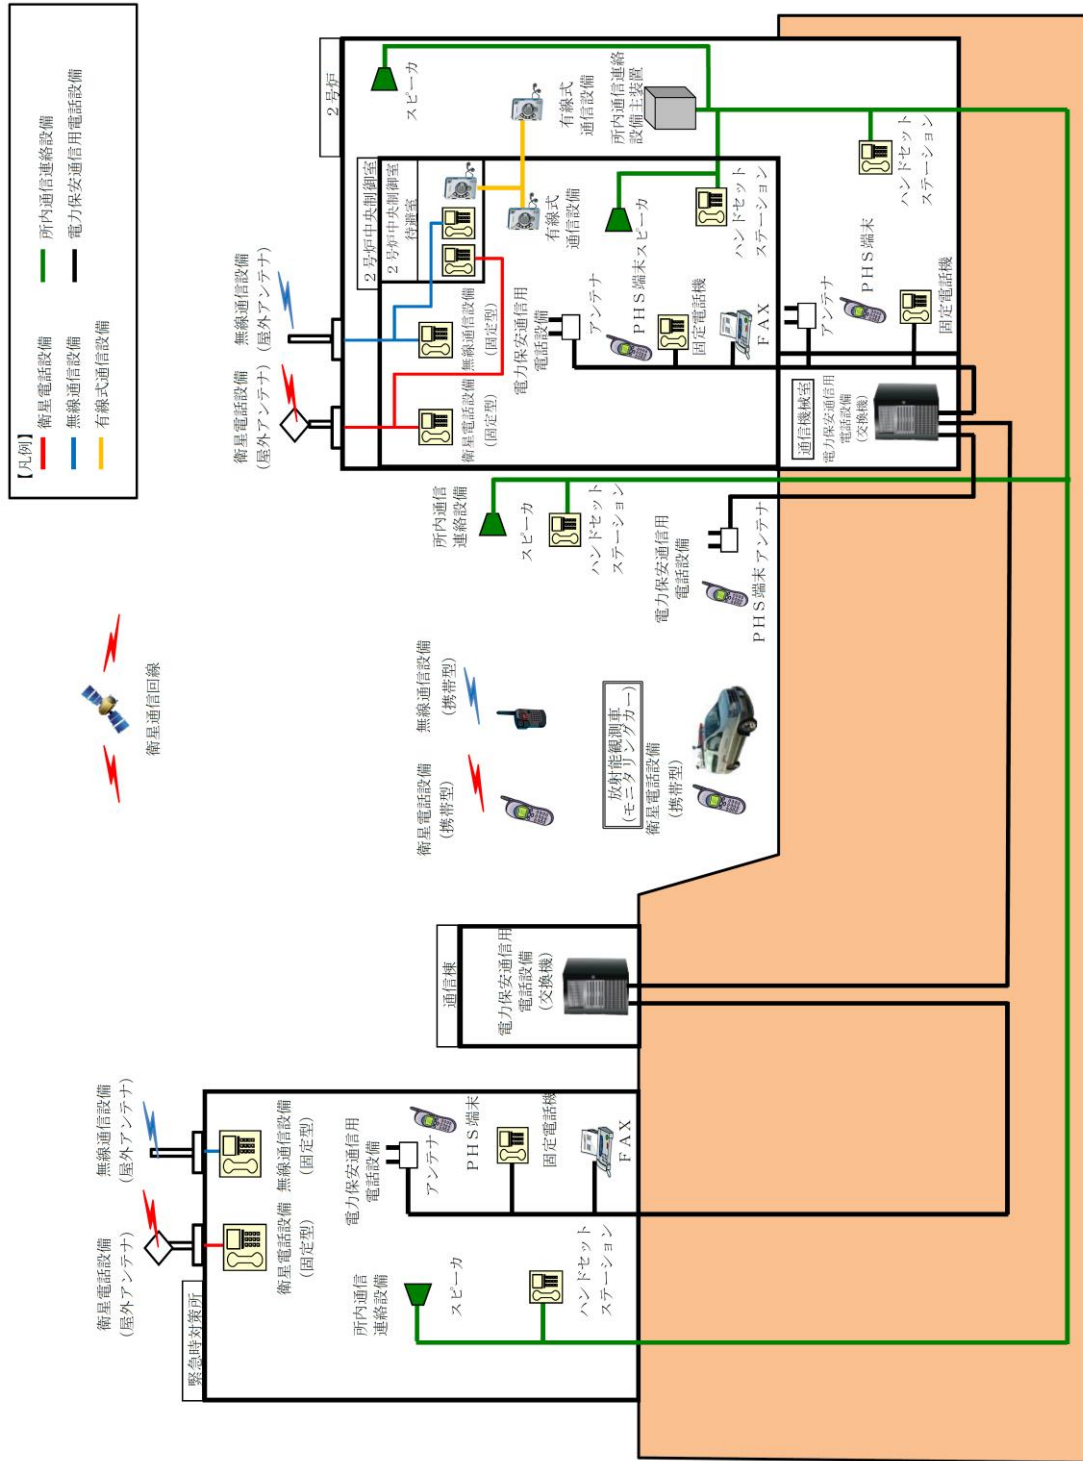 【凡例】
衛星電話設備
無線通信設備
有線式通信設備
所内通信連絡設備
電力保安通信用電話設備
緊急時対策所
衛星電話設備
(屋外アンテナ)
無線通信設備
(屋外アンテナ)
衛星電話設備
(固定型)
無線通信設備
(固定型)
所内通信
連絡設備
スピーカ
ハンドセット
ステーション
電力保安通信用
電話設備
アンテナ
PHS端末
固定電話機
FAX
通信棟
電力保安通信用
電話設備
(交換機)
衛星通信回線
衛星電話設備
(携帯型)
無線通信設備
(携帯型)
放射能観測車
(モニタリングカー)
衛星電話設備
(携帯型)
所内通信
連絡設備
スピーカ
ハンドセット
ステーション
電力保安通信用
電話設備
PHS端末
アンテナ
衛星電話設備
(屋外アンテナ)
無線通信設備
(屋外アンテナ)
2号炉
2号炉中央制御室
2号炉中央制御室
待避室
衛星電話設備
(固定型)
無線通信設備
(固定型)
電力保安通信用
電話設備
アンテナ
PHS端末
固定電話機
FAX
有線式
通信設備
スピーカ
ハンドセット
ステーション
スピーカ
有線式
通信設備
所内通信連絡
設備主装置
通信機械室
電力保安通信用
電話設備
(交換機)
アンテナ
PHS端末
固定電話機
ハンドセット
ステーション